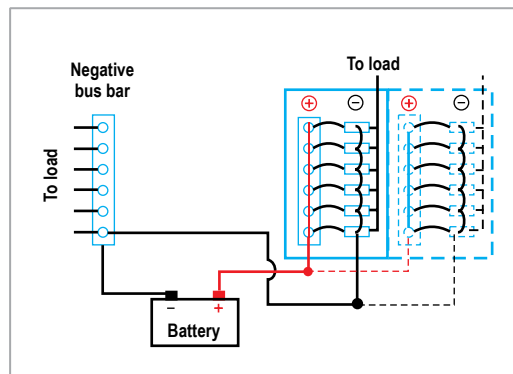 Negative
bus bar
To load
To load
+ − + −
− +
Battery